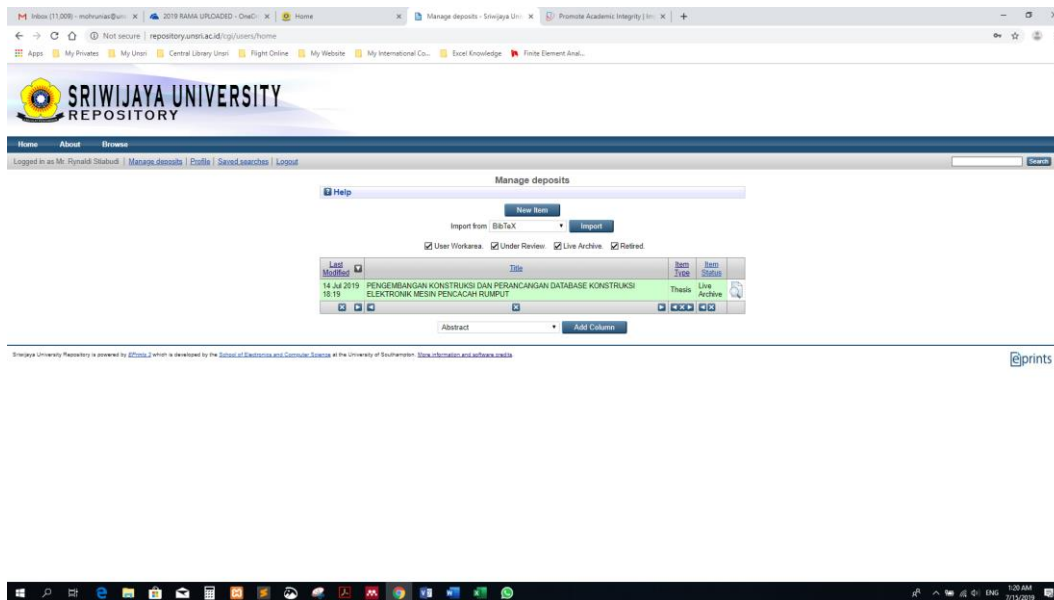 Inbox (11,008) - mohrunias@uns
2019 RAMA UPLOADED - OneDr
Home
Manage deposits - Sriwijaya Uni
Promote Academic Integrity | Im
Not secure | repository.unsri.ac.id/cgi/users/home
Apps My Privates My Unsri Central Library Unsri Flight Online My Website My International Co... Excel Knowledge Finite Element Anal...
SRIWIJAYA UNIVERSITY
REPOSITORY
Home About Browse
Logged in as Mr. Rynaldi Stiabudi | Manage deposits | Profile | Saved searches | Logout
Search
Manage deposits
Help
New Item
Import from BibTeX Import
User Workarea. Under Review. Live Archive. Retired.
Last Modified Title Item Type Item Status
14 Jul 2019 18:19 PENGEMBANGAN KONSTRUKSI DAN PERANCANGAN DATABASE KONSTRUKSI
ELEKTRONIK MESIN PENCACAH RUMPUT Thesis Live Archive
Abstract Add Column
Sriwijaya University Repository is powered by EPrints 3 which is developed by the School of Electronics and Computer Science at the University of Southampton. More information and software credits.
eprints
ENG 1:20 AM
7/15/2019